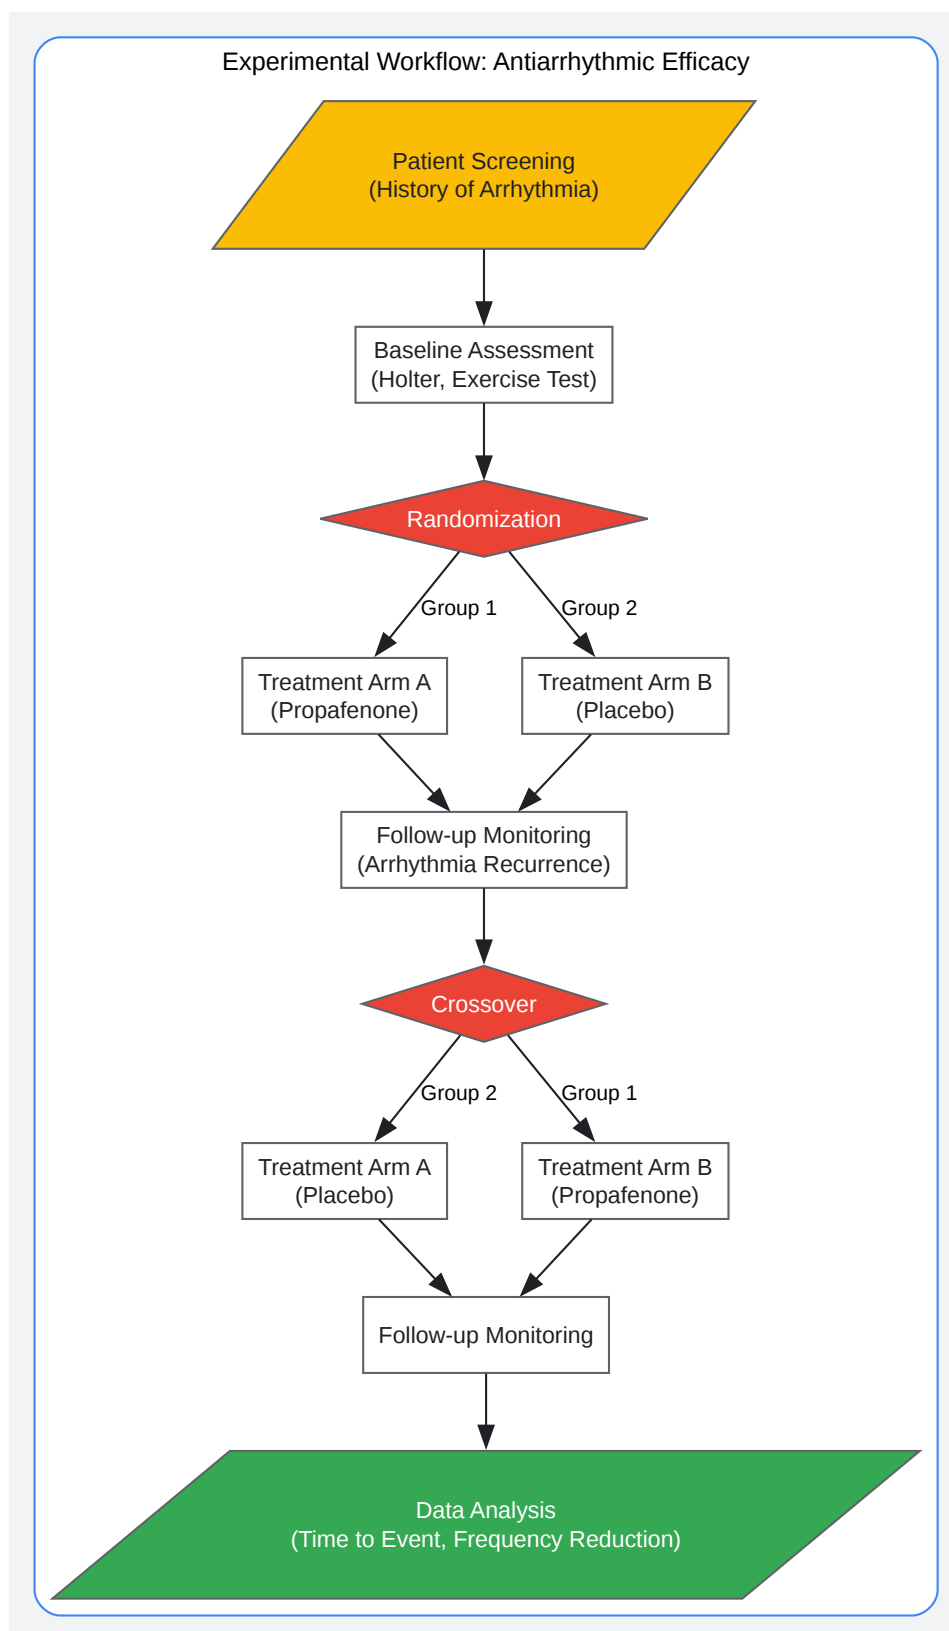 Experimental Workflow: Antiarrhythmic Efficacy
Patient Screening
(History of Arrhythmia)
Baseline Assessment
(Holter, Exercise Test)
Randomization
Group 1
Group 2
Treatment Arm A
(Propafenone)
Treatment Arm B
(Placebo)
Follow-up Monitoring
(Arrhythmia Recurrence)
Crossover
Group 2
Group 1
Treatment Arm A
(Placebo)
Treatment Arm B
(Propafenone)
Follow-up Monitoring
Data Analysis
(Time to Event, Frequency Reduction)